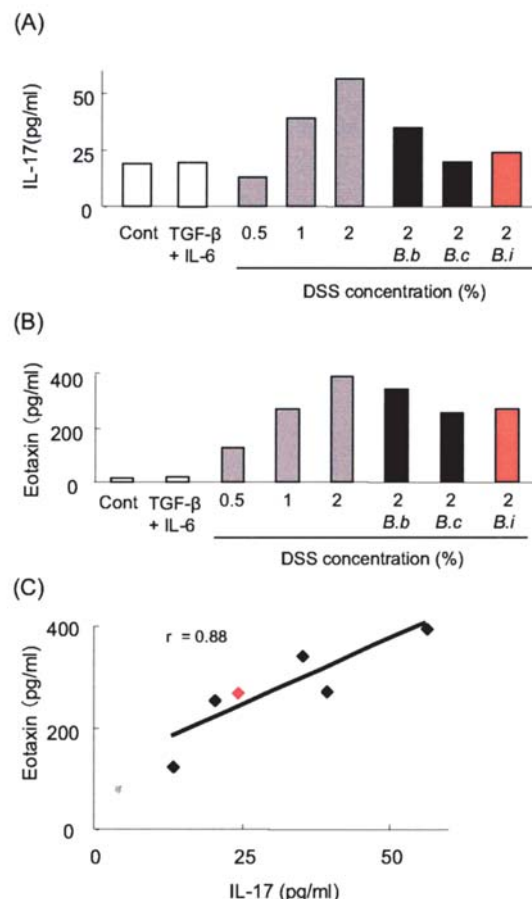 (A)
IL-17(pg/ml)
50
25
0
Cont TGF-β 0.5 1 2 2 2 2
+ IL-6 B.b B.c B.i
DSS concentration (%)
(B)
Eotaxin (pg/ml)
400
200
0
Cont TGF-β 0.5 1 2 2 2 2
+ IL-6 B.b B.c B.i
DSS concentration (%)
(C)
Eotaxin (pg/ml)
400
r = 0.88
200
0
0 25 50
IL-17 (pg/ml)